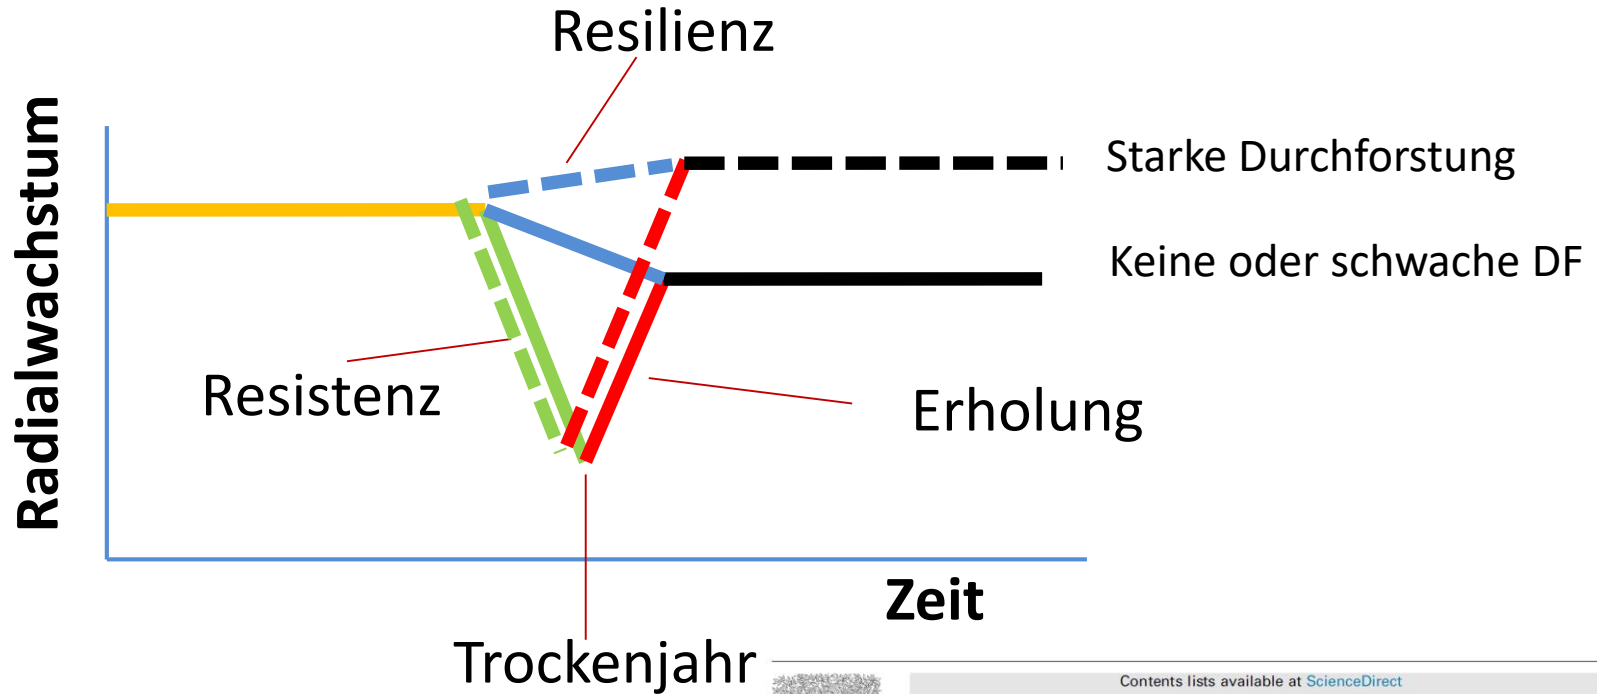 Resilienz
Radialwachstum
Starke Durchforstung
Keine oder schwache DF
Resistenz
Erholung
Zeit
Trockenjahr
Contents lists available at ScienceDirect